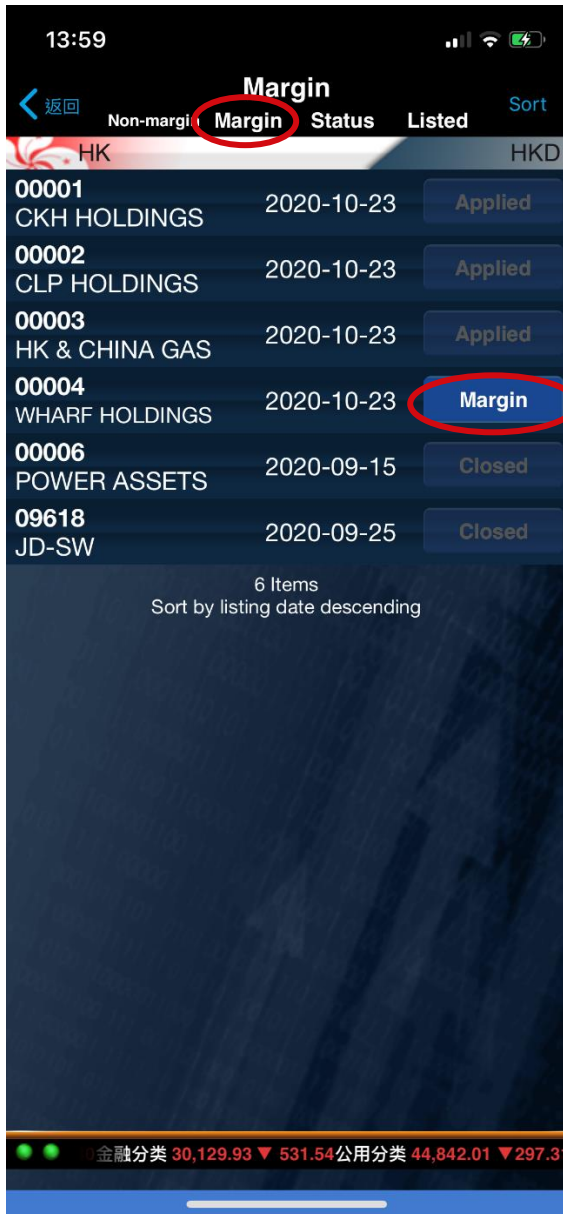 13:59
Margin
返回
Non-margin Margin Status Listed
Sort
HK HKD
00001
CKH HOLDINGS 2020-10-23 Applied
00002
CLP HOLDINGS 2020-10-23 Applied
00003
HK & CHINA GAS 2020-10-23 Applied
00004
WHARF HOLDINGS 2020-10-23 Margin
00006
POWER ASSETS 2020-09-15 Closed
09618
JD-SW 2020-09-25 Closed
6 Items
Sort by listing date descending
金融分类 30,129.93 ▼ 531.54公用分类 44,842.01 ▼297.3